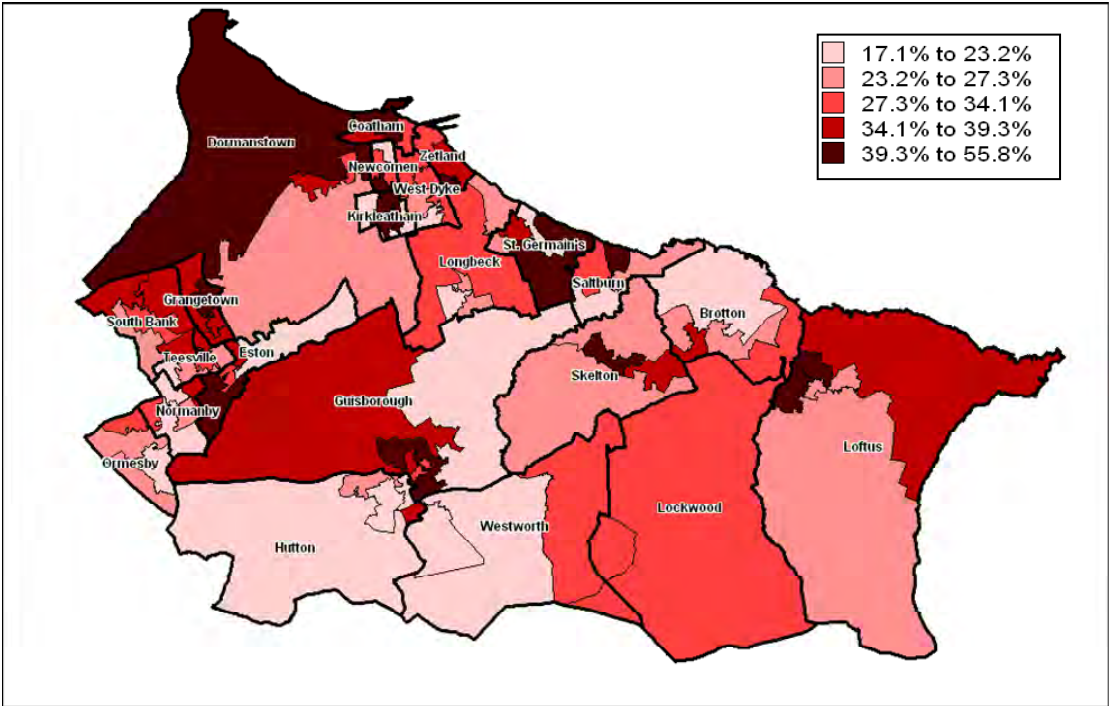 17.1% to 23.2%
23.2% to 27.3%
27.3% to 34.1%
34.1% to 39.3%
39.3% to 55.8%
Coatham
Dormanstown
Zetland
Newcomen
West Dyke
Kirkleatham
St. Germain's
Longbeck
Saltburn
Grangetown
Brotton
South Bank
Eston
Teesville
Skelton
Guisborough
Normanby
Loftus
Ormesby
Lockwood
Westworth
Hutton